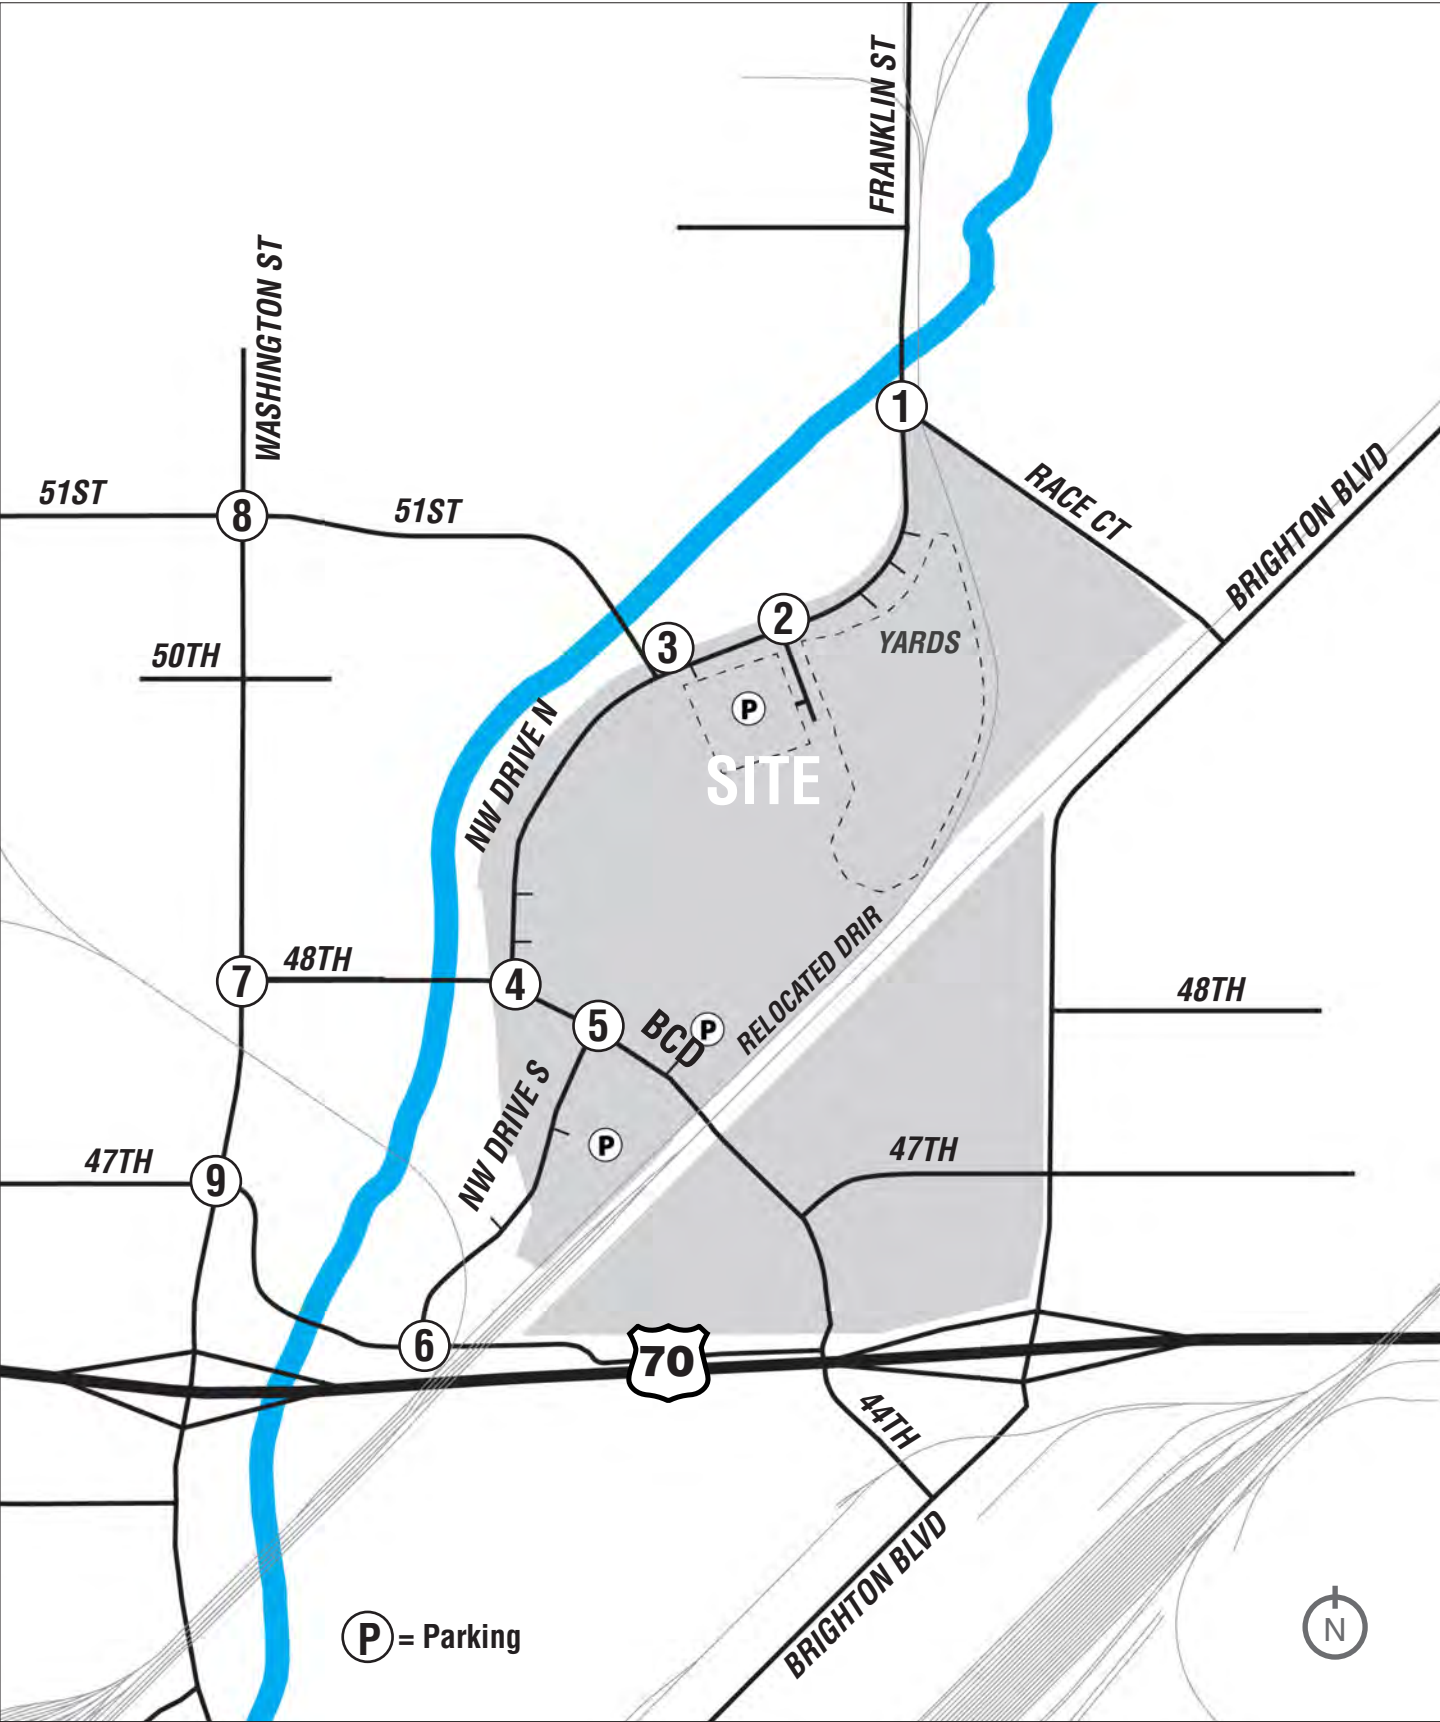 FRANKLIN ST
WASHINGTON ST
1
RACE CT
BRIGHTON BLVD
51ST
8
51ST
2
3
YARDS
50TH
P
NW DRIVE N
SITE
RELOCATED DRIR
48TH
7
4
48TH
5
BCD
P
NW DRIVE S
P
47TH
47TH
9
6
70
44TH
BRIGHTON BLVD
P = Parking
N